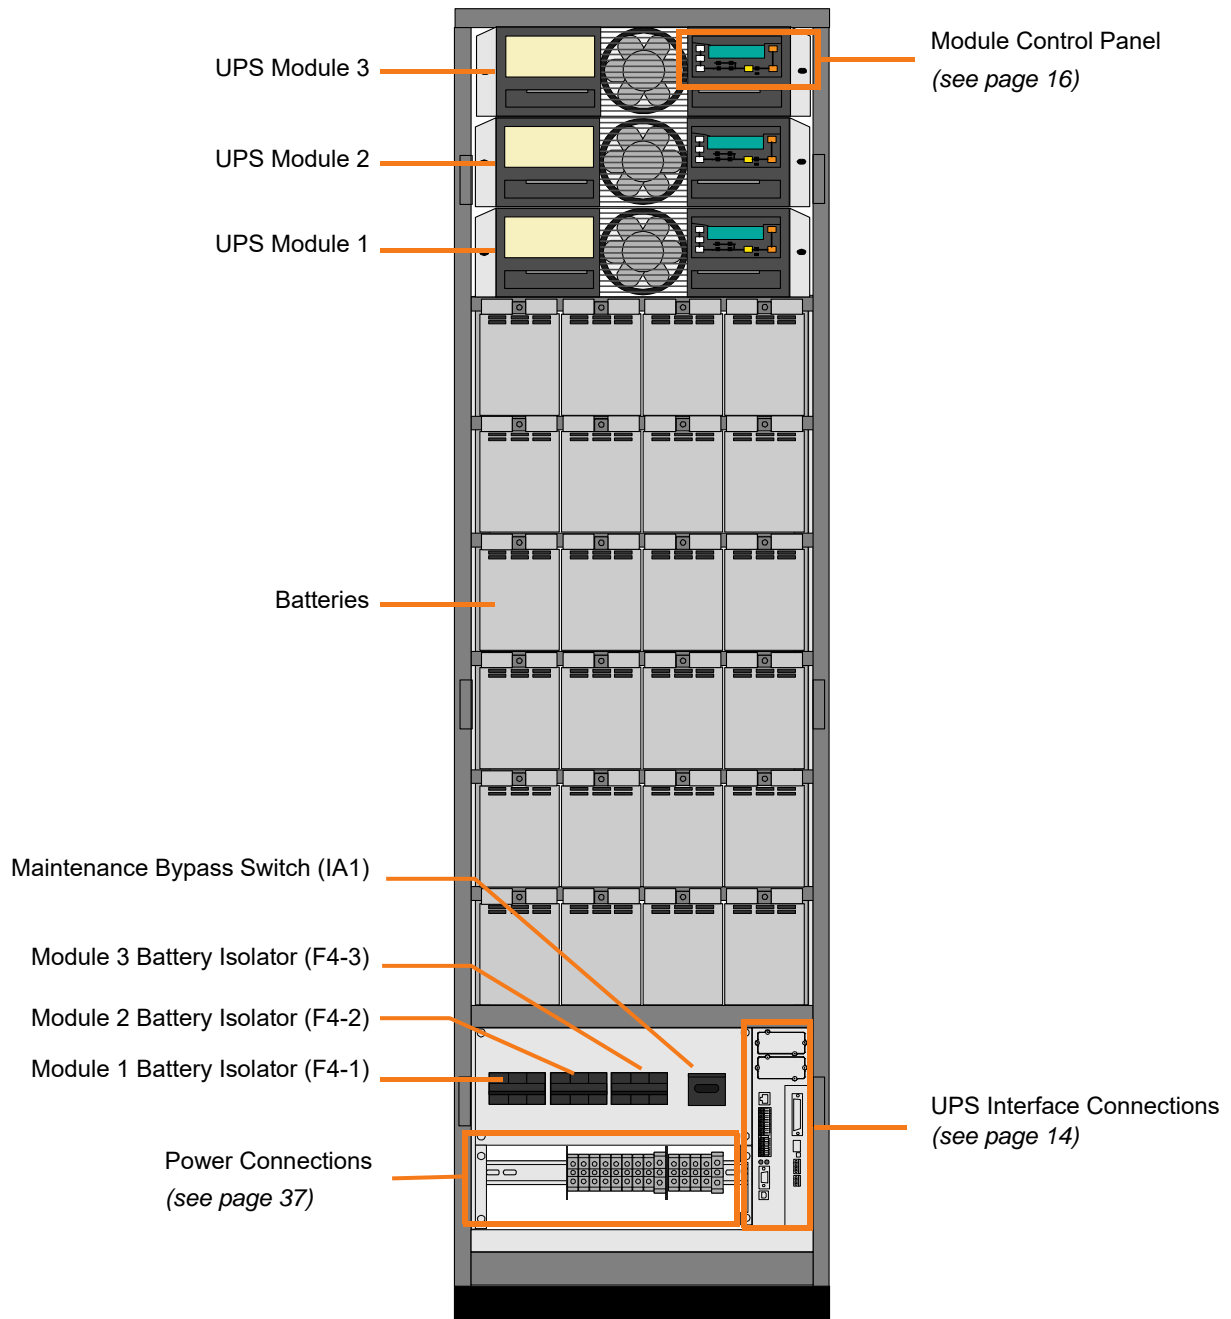 Module Control Panel
(see page 16)
UPS Module 3
UPS Module 2
UPS Module 1
Batteries
Maintenance Bypass Switch (IA1)
Module 3 Battery Isolator (F4-3)
Module 2 Battery Isolator (F4-2)
Module 1 Battery Isolator (F4-1)
UPS Interface Connections
(see page 14)
Power Connections
(see page 37)